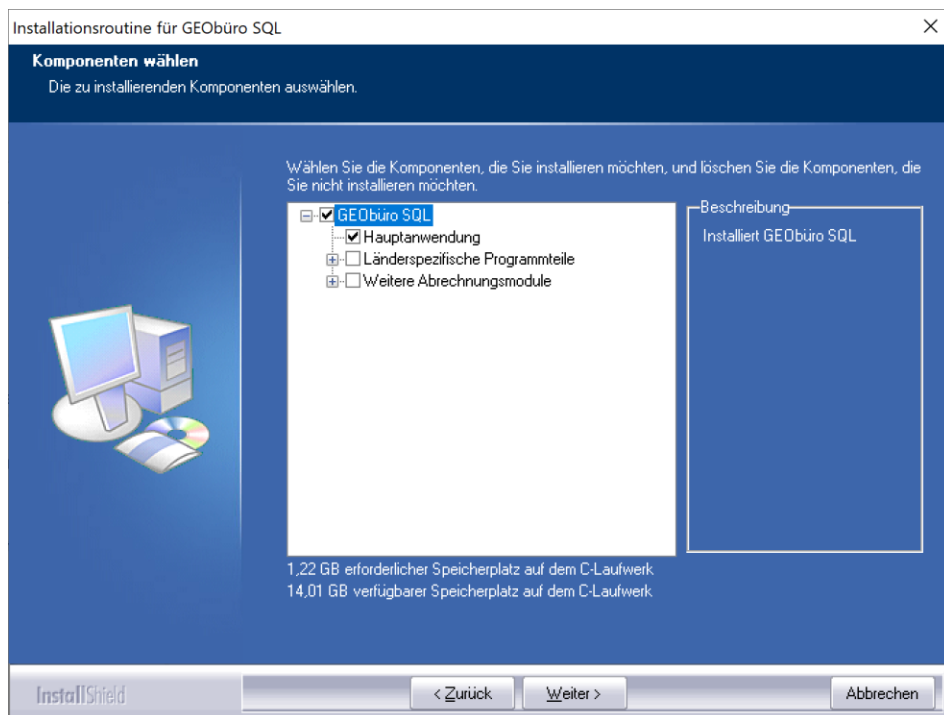 Installationsroutine für GEObüro SQL
Komponenten wählen
Die zu installierenden Komponenten auswählen.
Wählen Sie die Komponenten, die Sie installieren möchten, und löschen Sie die Komponenten, die
Sie nicht installieren möchten.
GEObüro SQL
Hauptanwendung
Länderspezifische Programmteile
Weitere Abrechnungsmodule
Beschreibung
Installiert GEObüro SQL
1,22 GB erforderlicher Speicherplatz auf dem C-Laufwerk
14,01 GB verfügbarer Speicherplatz auf dem C-Laufwerk
InstallShield
< Zurück
Weiter >
Abbrechen